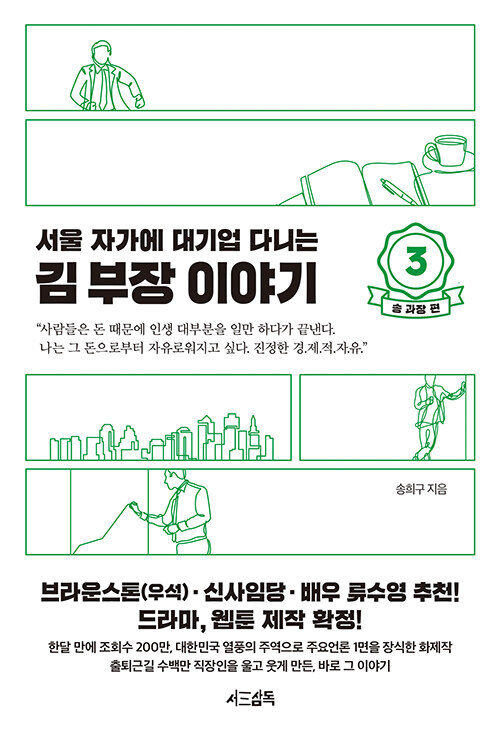 서울 자가에 대기업 다니는
김 부장 이야기
3
송 과장 편
“사람들은 돈 때문에 인생 대부분을 일만 하다가 끝낸다.
나는 그 돈으로부터 자유로워지고 싶다. 진정한 경.제.적.자.유.”
송희구 지음
브라운스톤(우석)·신사임당·배우 류수영 추천!
드라마, 웹툰 제작 확정!
한달 만에 조회수 200만, 대한민국 열풍의 주역으로 주요언론 1면을 장식한 화제작
출퇴근길 수백만 직장인을 울고 웃게 만든, 바로 그 이야기
서삼독